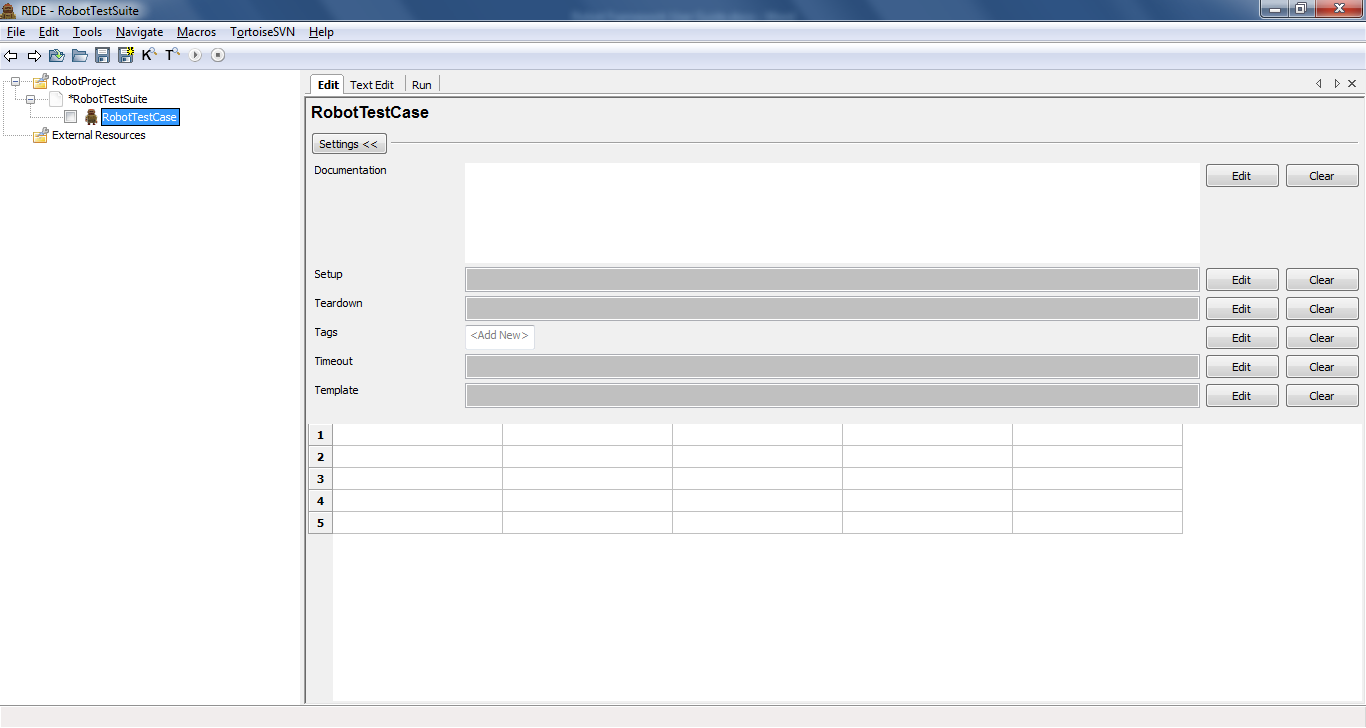 RIDE - RobotTestSuite
File Edit Tools Navigate Macros TortoiseSVN Help
K T
RobotProject
*RobotTestSuite
RobotTestCase
External Resources
Edit Text Edit Run
RobotTestCase
Settings <<
Documentation Edit Clear
Setup Edit Clear
Teardown Edit Clear
Tags <Add New> Edit Clear
Timeout Edit Clear
Template Edit Clear
1
2
3
4
5